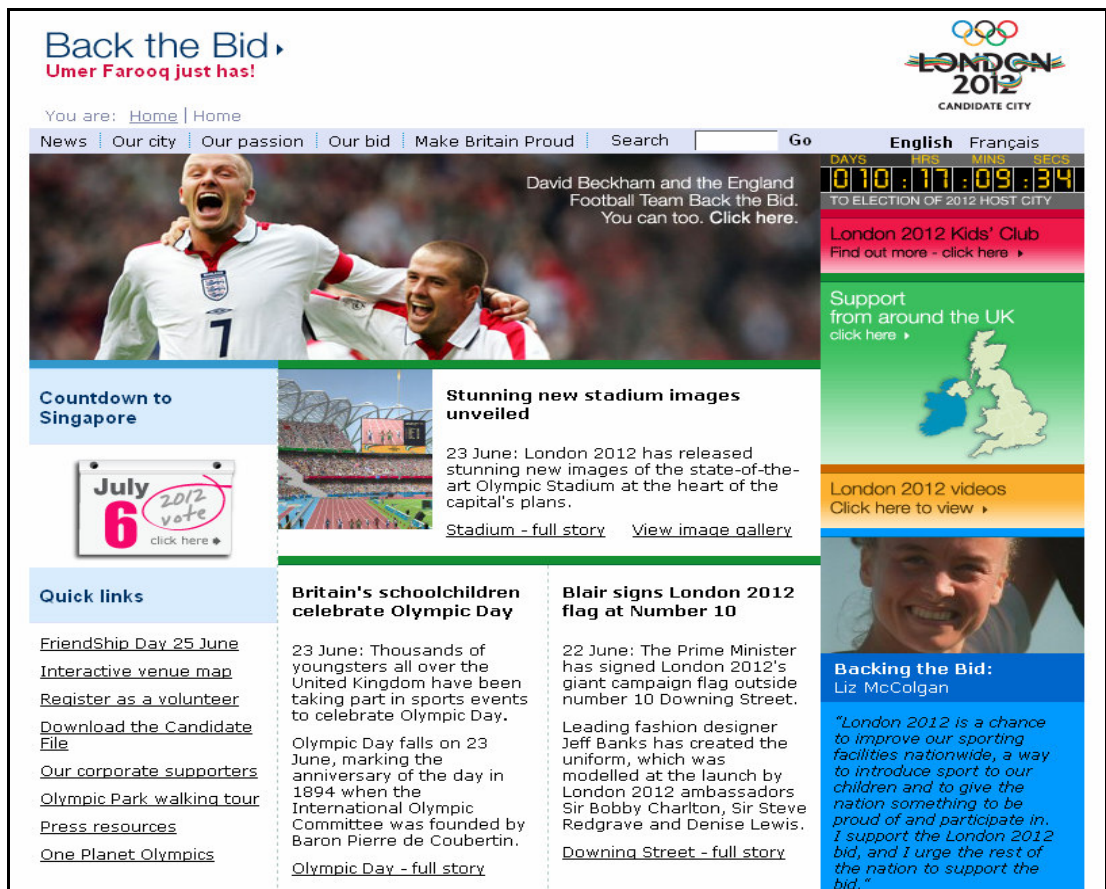 Back the Bid
Umer Farooq just has!
LONDON
2012
CANDIDATE CITY
You are: Home | Home
News
Our city
Our passion
Our bid
Make Britain Proud
Search
Go
English
Français
David Beckham and the England
Football Team Back the Bid.
You can too. Click here.
7
DAYS HRS MINS SECS
010 : 17 : 09 : 34
TO ELECTION OF 2012 HOST CITY
London 2012 Kids' Club
Find out more - click here
Support
from around the UK
click here
London 2012 videos
Click here to view
Countdown to
Singapore
July
6
2012
vote
click here
Stunning new stadium images
unveiled
23 June: London 2012 has released
stunning new images of the state-of-the-
art Olympic Stadium at the heart of the
capital's plans.
Stadium - full story
View image gallery
Quick links
FriendShip Day 25 June
Interactive venue map
Register as a volunteer
Download the Candidate
File
Our corporate supporters
Olympic Park walking tour
Press resources
One Planet Olympics
Britain's schoolchildren
celebrate Olympic Day
23 June: Thousands of
youngsters all over the
United Kingdom have been
taking part in sports events
to celebrate Olympic Day.
Olympic Day falls on 23
June, marking the
anniversary of the day in
1894 when the
International Olympic
Committee was founded by
Baron Pierre de Coubertin.
Olympic Day - full story
Blair signs London 2012
flag at Number 10
22 June: The Prime Minister
has signed London 2012's
giant campaign flag outside
number 10 Downing Street.
Leading fashion designer
Jeff Banks has created the
uniform, which was
modelled at the launch by
London 2012 ambassadors
Sir Bobby Charlton, Sir Steve
Redgrave and Denise Lewis.
Downing Street - full story
Backing the Bid:
Liz McColgan
"London 2012 is a chance
to improve our sporting
facilities nationwide, a way
to introduce sport to our
children and to give the
nation something to be
proud of and participate in.
I support the London 2012
bid, and I urge the rest of
the nation to support the
bid."